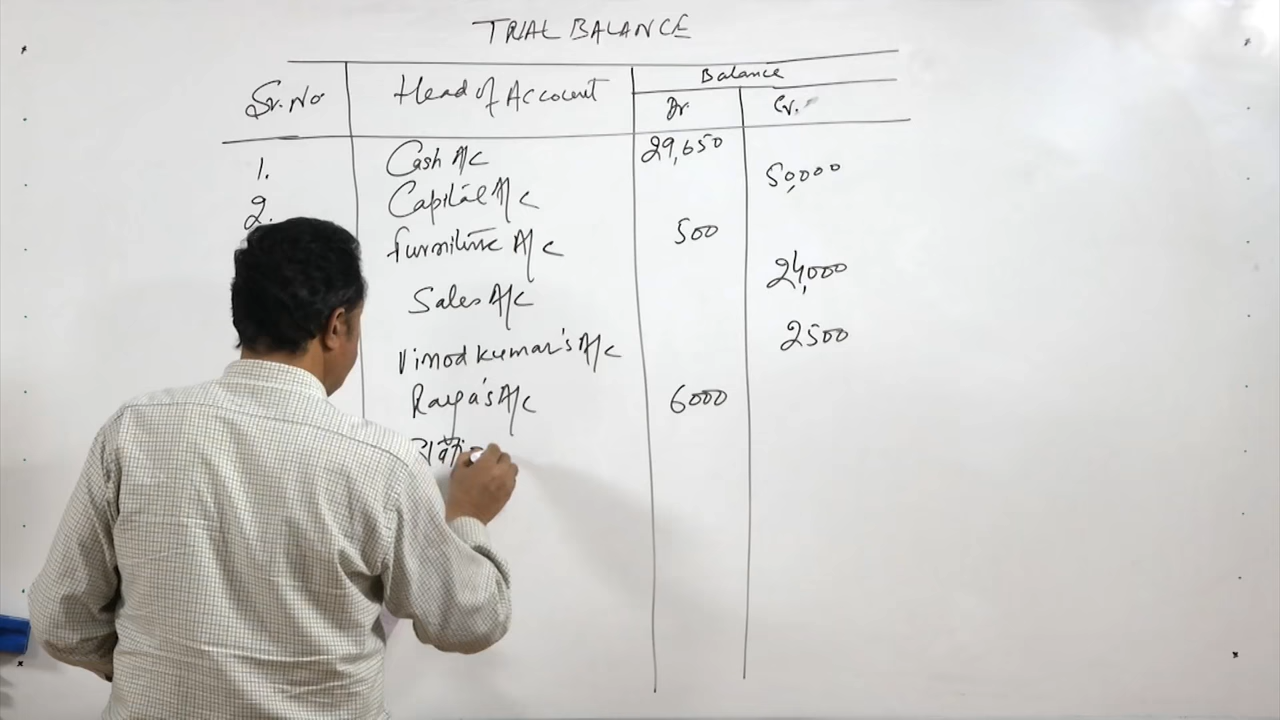 TRIAL BALANCE
Sr. No Head of Account Balance
Dr Cr.
1. Cash A/c 29,650
2. Capital A/c 50,000
Furniture A/c 500
Sales A/c 24,000
Vinod kumar's A/c 2500
A/c 6000